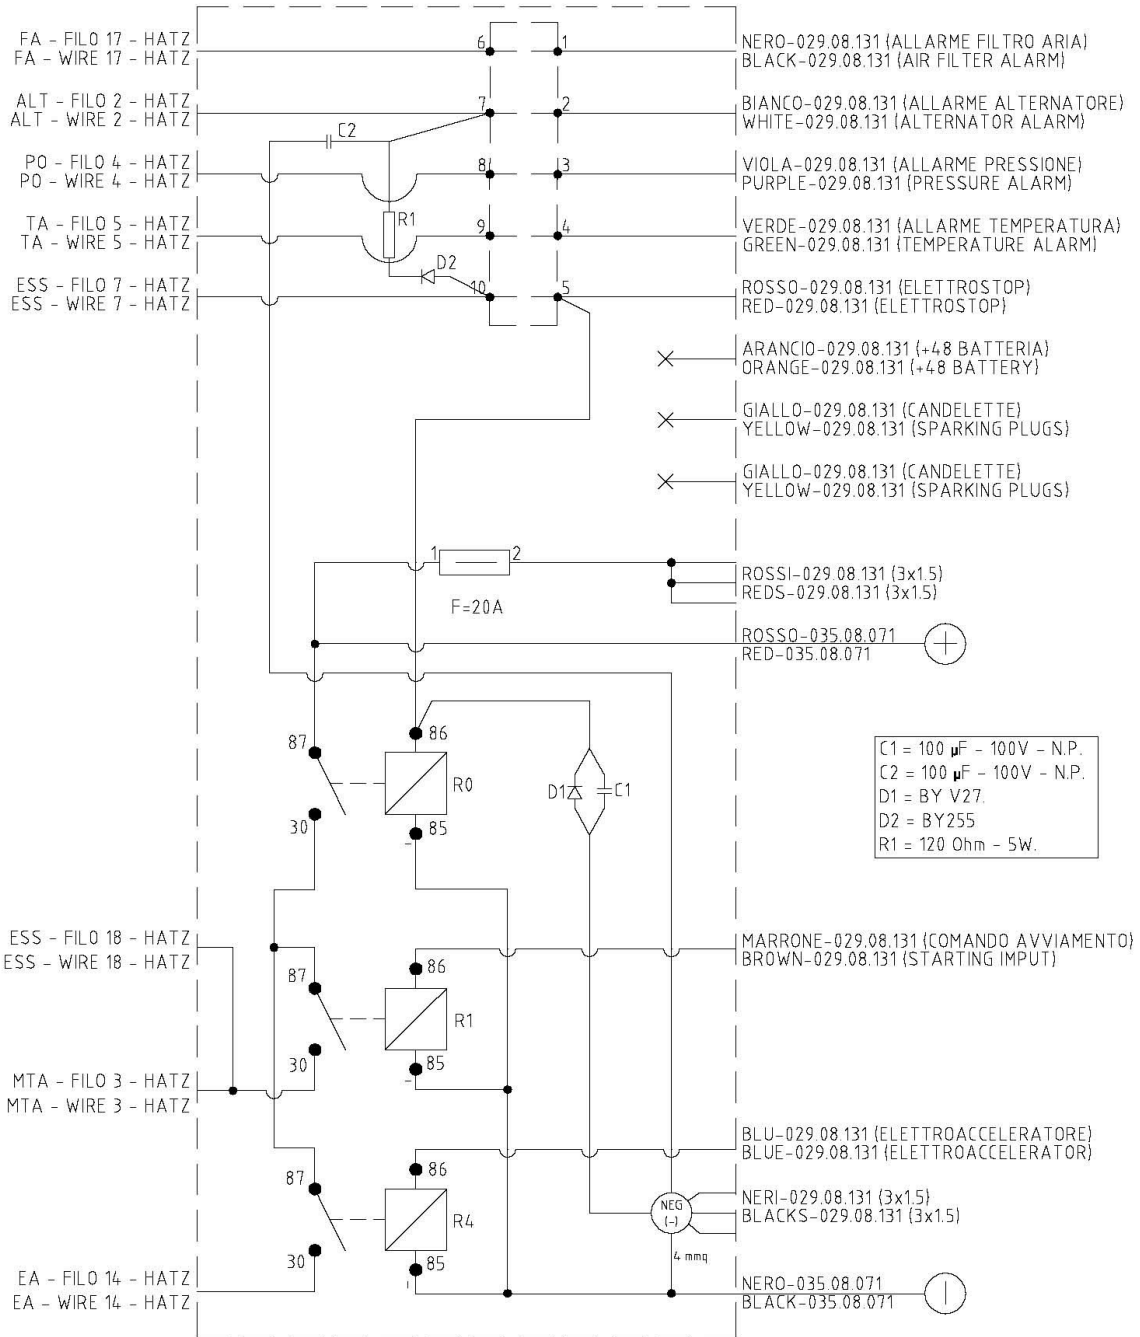 FA - FILO 17 - HATZ
FA - WIRE 17 - HATZ
6
1
NERO-029.08.131 (ALLARME FILTRO ARIA)
BLACK-029.08.131 (AIR FILTER ALARM)
ALT - FILO 2 - HATZ
ALT - WIRE 2 - HATZ
7
2
BIANCO-029.08.131 (ALLARME ALTERNATORE)
WHITE-029.08.131 (ALTERNATOR ALARM)
C2
PO - FILO 4 - HATZ
PO - WIRE 4 - HATZ
8
3
VIOLA-029.08.131 (ALLARME PRESSIONE)
PURPLE-029.08.131 (PRESSURE ALARM)
R1
TA - FILO 5 - HATZ
TA - WIRE 5 - HATZ
9
4
VERDE-029.08.131 (ALLARME TEMPERATURA)
GREEN-029.08.131 (TEMPERATURE ALARM)
D2
ESS - FILO 7 - HATZ
ESS - WIRE 7 - HATZ
10
5
ROSSO-029.08.131 (ELETTROSTOP)
RED-029.08.131 (ELETTROSTOP)
ARANCIO-029.08.131 (+48 BATTERIA)
ORANGE-029.08.131 (+48 BATTERY)
GIALLO-029.08.131 (CANDELETTE)
YELLOW-029.08.131 (SPARKING PLUGS)
GIALLO-029.08.131 (CANDELETTE)
YELLOW-029.08.131 (SPARKING PLUGS)
1
2
F=20A
ROSSI-029.08.131 (3x1.5)
REDS-029.08.131 (3x1.5)
ROSSO-035.08.071
RED-035.08.071
+
87
86
R0
30
85
-
D1
C1
C1 = 100 µF - 100V - N.P.
C2 = 100 µF - 100V - N.P.
D1 = BY V27.
D2 = BY255
R1 = 120 Ohm - 5W.
ESS - FILO 18 - HATZ
ESS - WIRE 18 - HATZ
87
86
R1
30
85
-
MARRONE-029.08.131 (COMANDO AVVIAMENTO)
BROWN-029.08.131 (STARTING IMPUT)
MTA - FILO 3 - HATZ
MTA - WIRE 3 - HATZ
87
86
R4
30
85
-
BLU-029.08.131 (ELETTROACCELERATORE)
BLUE-029.08.131 (ELETTROACCELERATOR)
NEG
(-)
NERI-029.08.131 (3x1.5)
BLACKS-029.08.131 (3x1.5)
4 mmq
EA - FILO 14 - HATZ
EA - WIRE 14 - HATZ
NERO-035.08.071
BLACK-035.08.071